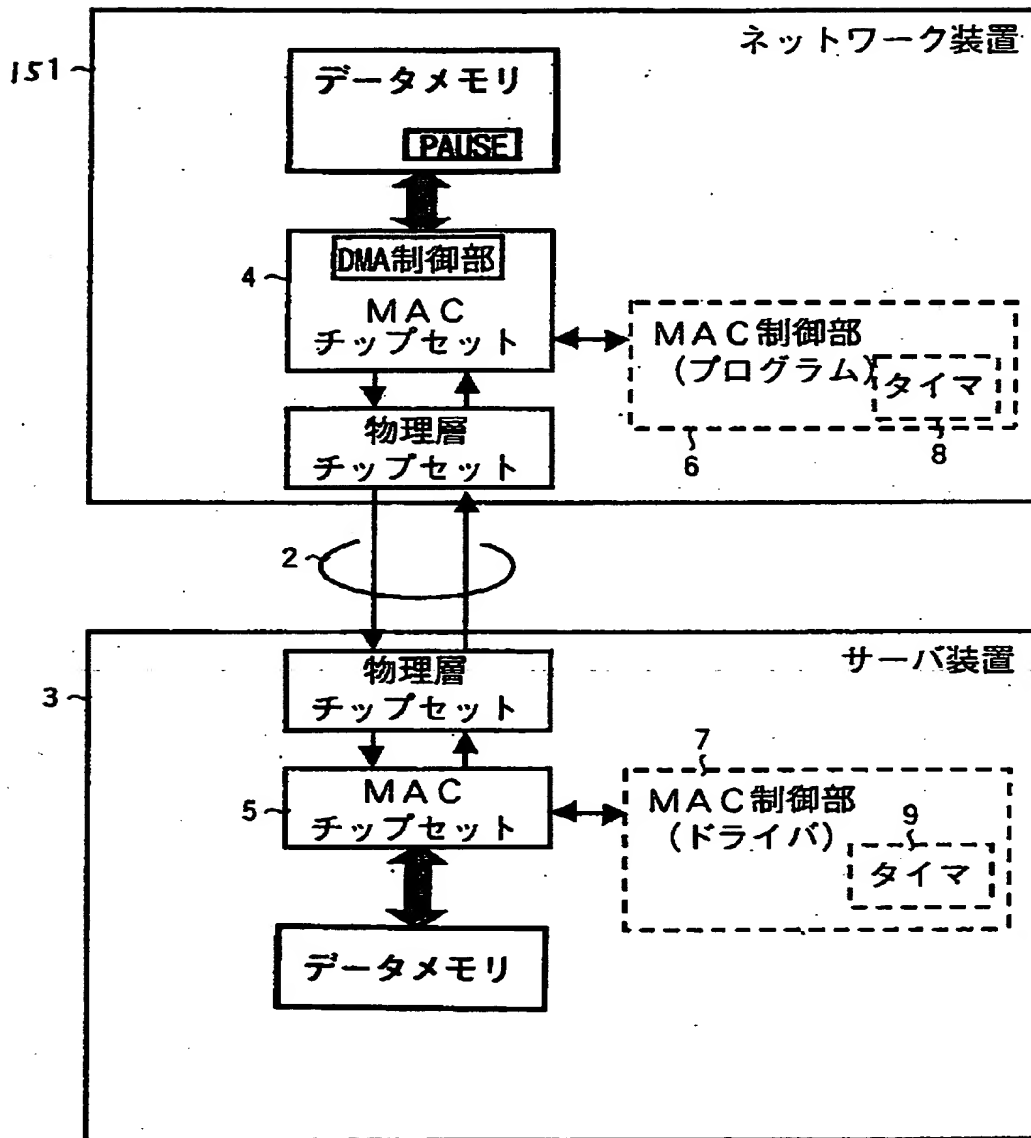 ネットワーク装置
151
データメモリ
PAUSE
4
DMA制御部
MAC
チップセット
MAC制御部
(プログラム)
タイマ
6
8
物理層
チップセット
2
サーバ装置
3
物理層
チップセット
7
5
MAC
チップセット
MAC制御部
(ドライバ)
9
タイマ
データメモリ